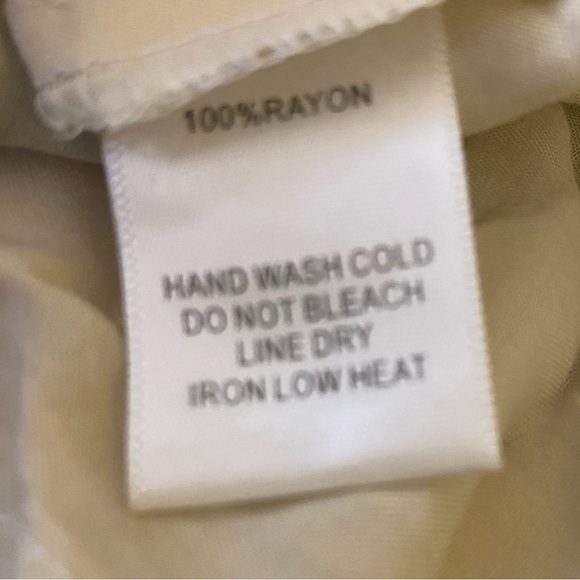 100%RAYON
HAND WASH COLD
DO NOT BLEACH
LINE DRY
IRON LOW HEAT